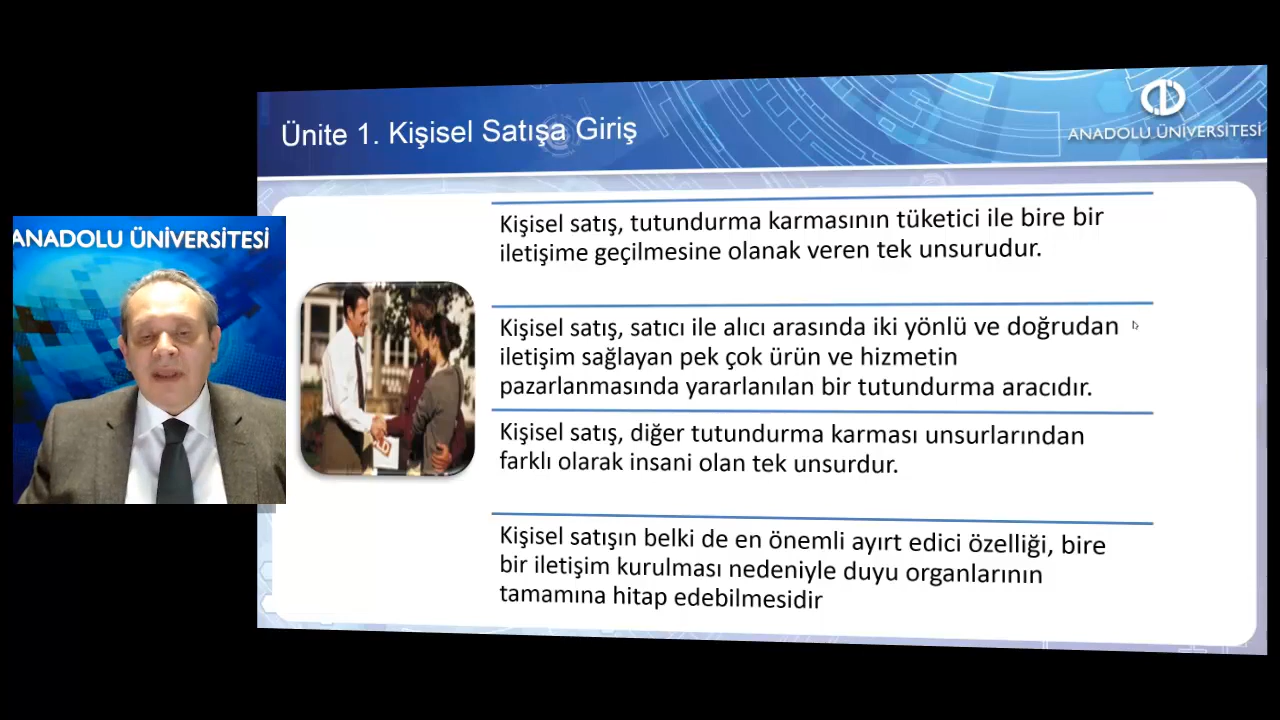 Ünite 1. Kişisel Satışa Giriş
ANADOLU ÜNİVERSİTESİ
ANADOLU ÜNİVERSİTESİ
Kişisel satış, tutundurma karmasının tüketici ile bire bir
iletişime geçilmesine olanak veren tek unsurudur.
Kişisel satış, satıcı ile alıcı arasında iki yönlü ve doğrudan
iletişim sağlayan pek çok ürün ve hizmetin
pazarlanmasında yararlanılan bir tutundurma aracıdır.
Kişisel satış, diğer tutundurma karması unsurlarından
farklı olarak insani olan tek unsurdur.
Kişisel satışın belki de en önemli ayırt edici özelliği, bire
bir iletişim kurulması nedeniyle duyu organlarının
tamamına hitap edebilmesidir